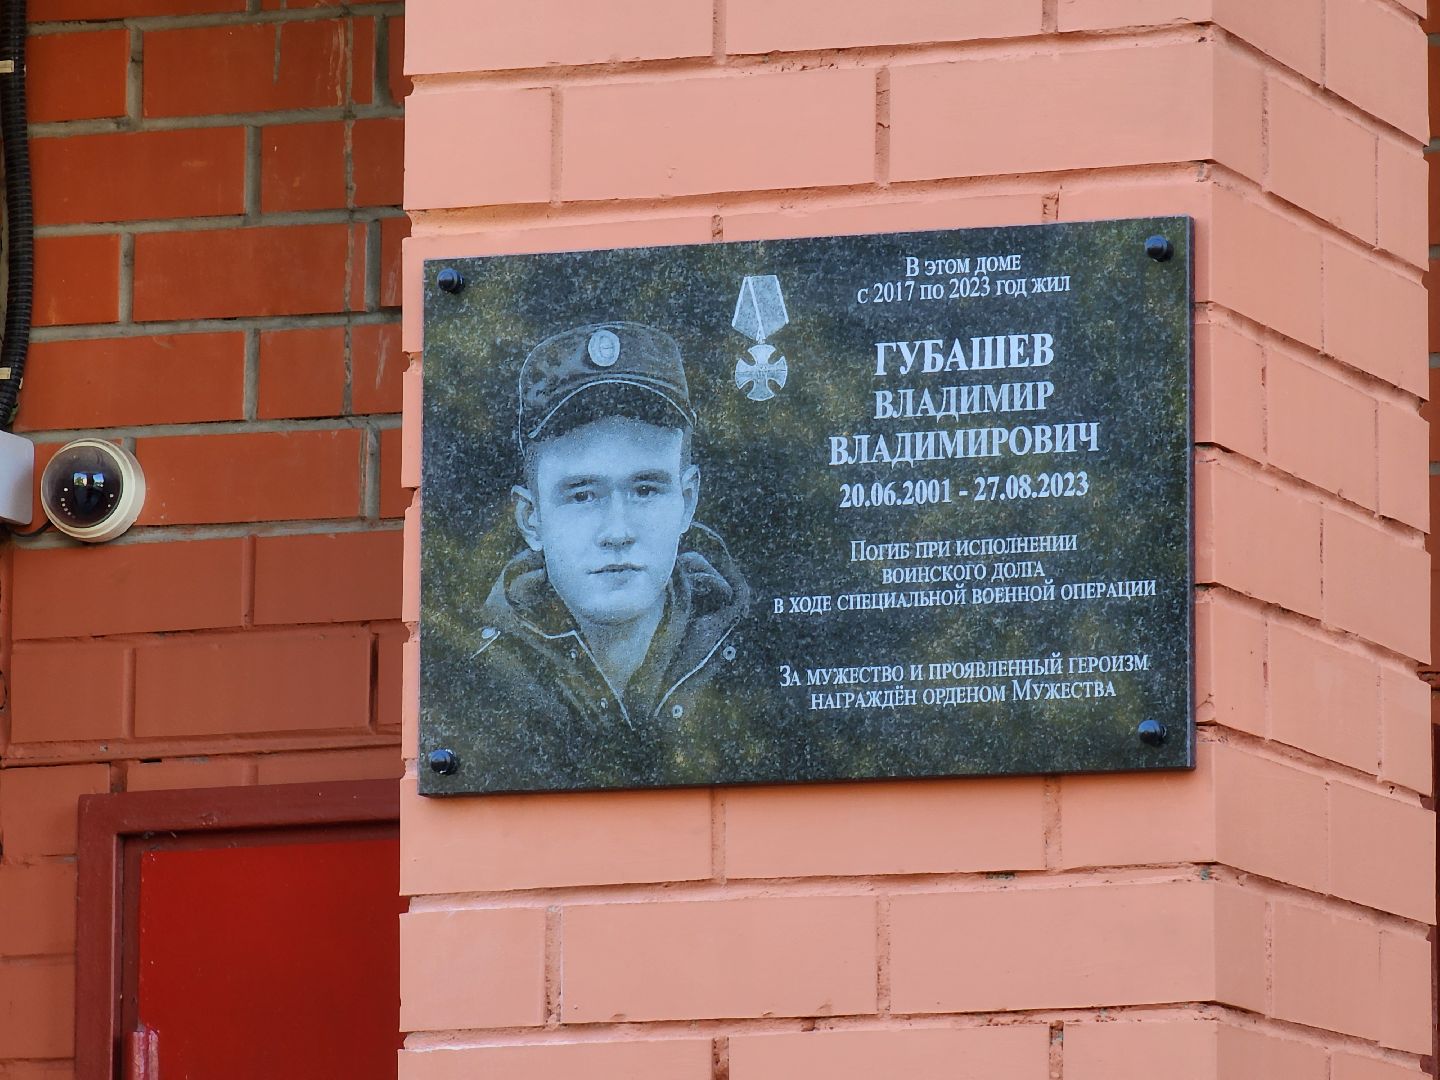 В этом доме
с 2017 по 2023 год жил
ГУБАШЕВ
ВЛАДИМИР
ВЛАДИМИРОВИЧ
20.06.2001 - 27.08.2023
Погиб при исполнении
воинского долга
в ходе специальной военной операции
За мужество и проявленный героизм
награждён орденом Мужества